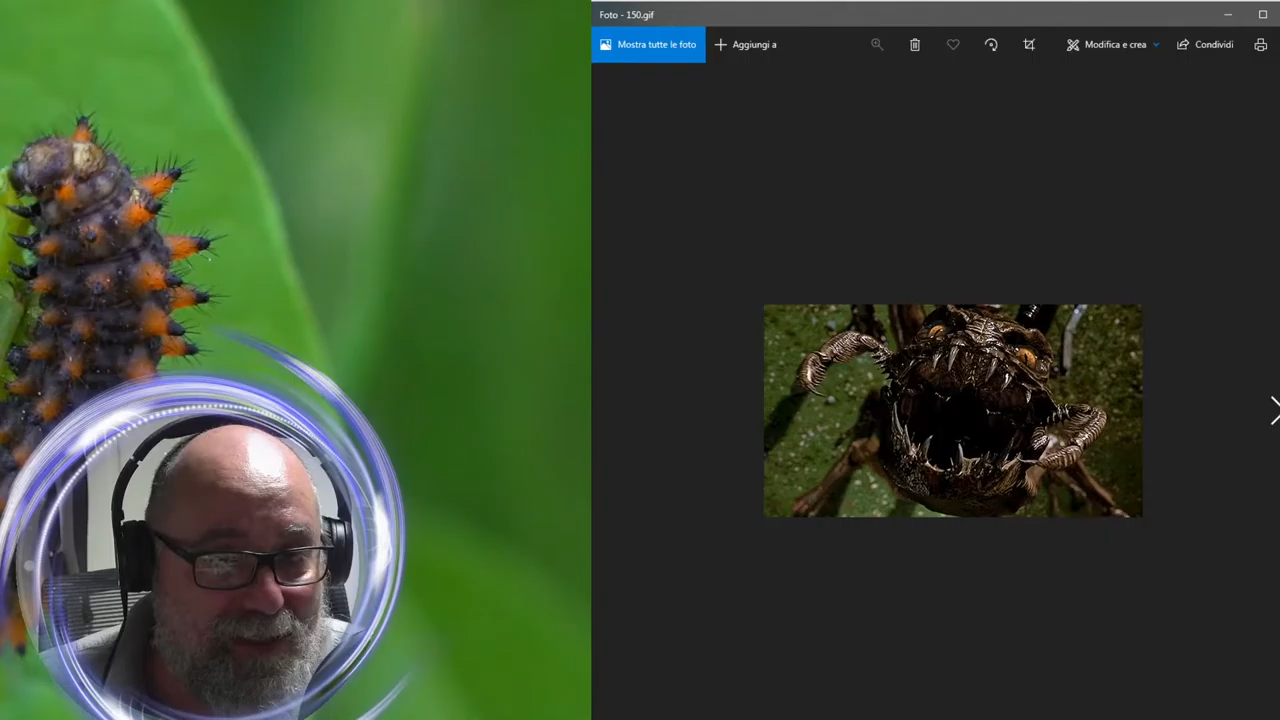 Foto - 150.gif
Mostra tutte le foto
Aggiungi a
Modifica e crea
Condividi